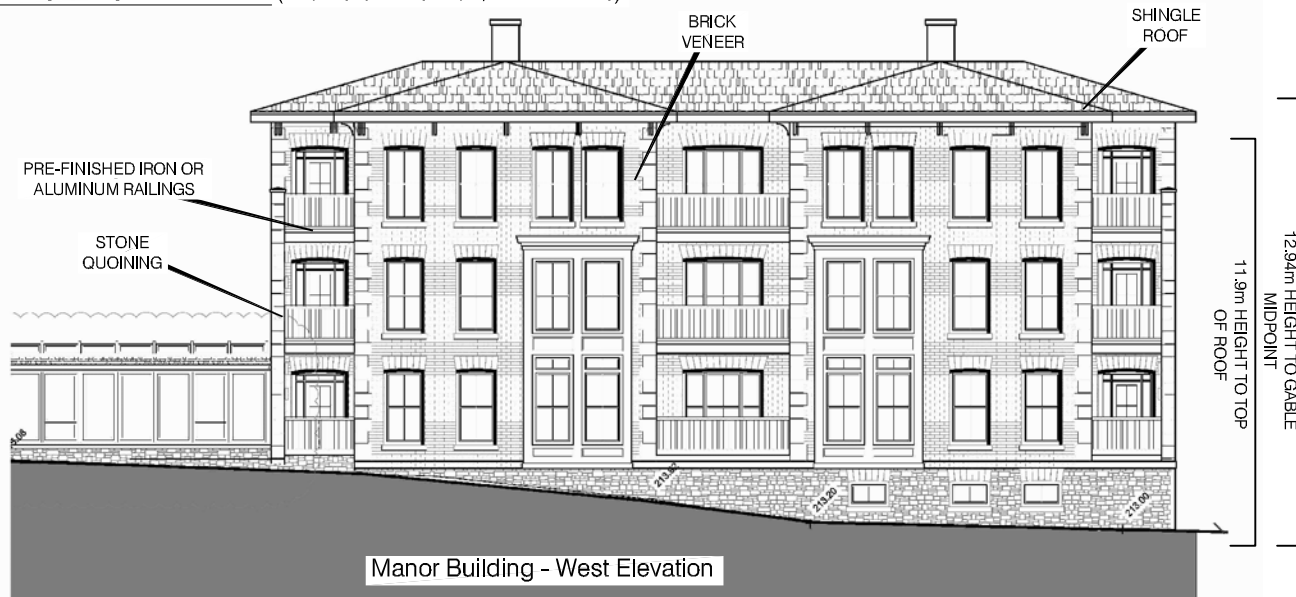 BRICK
VENEER
SHINGLE
ROOF
PRE-FINISHED IRON OR
ALUMINUM RAILINGS
STONE
QUOINING
11.9m HEIGHT TO TOP
OF ROOF
12.94m HEIGHT TO GABLE
MIDPOINT
213.20
213.00
Manor Building - West Elevation